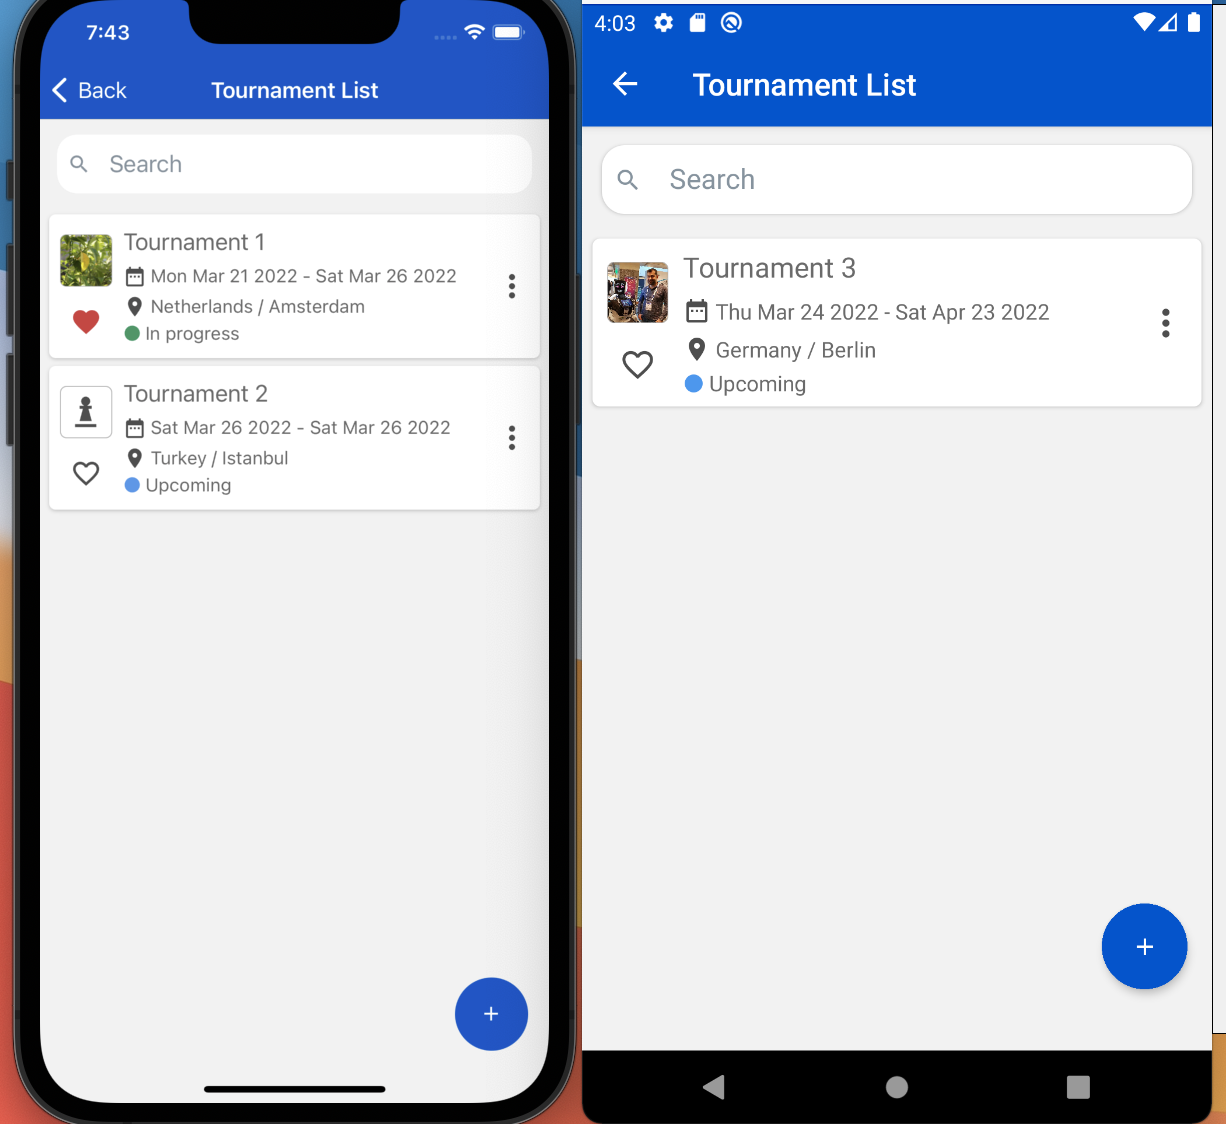 7:43
Back
Tournament List
Search
Tournament 1
Mon Mar 21 2022 - Sat Mar 26 2022
Netherlands / Amsterdam
In progress
Tournament 2
Sat Mar 26 2022 - Sat Mar 26 2022
Turkey / Istanbul
Upcoming
+
4:03
Tournament List
Search
Tournament 3
Thu Mar 24 2022 - Sat Apr 23 2022
Germany / Berlin
Upcoming
+